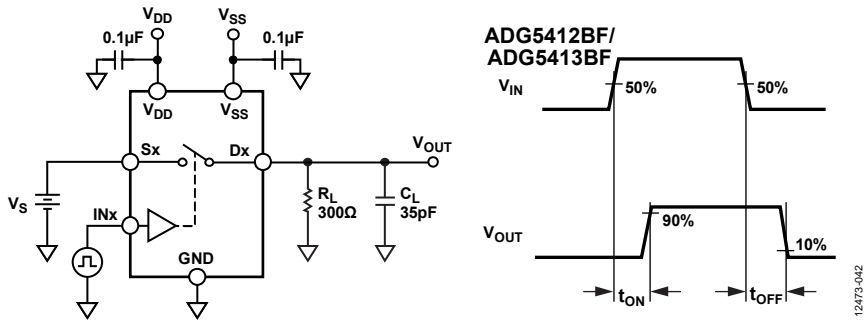 VDD
VSS
0.1µF
0.1µF
VDD
VSS
Sx
Dx
VOUT
VS
INx
RL
300Ω
CL
35pF
GND
ADG5412BF/
ADG5413BF
VIN
50%
50%
VOUT
90%
10%
tON
tOFF
12473-042